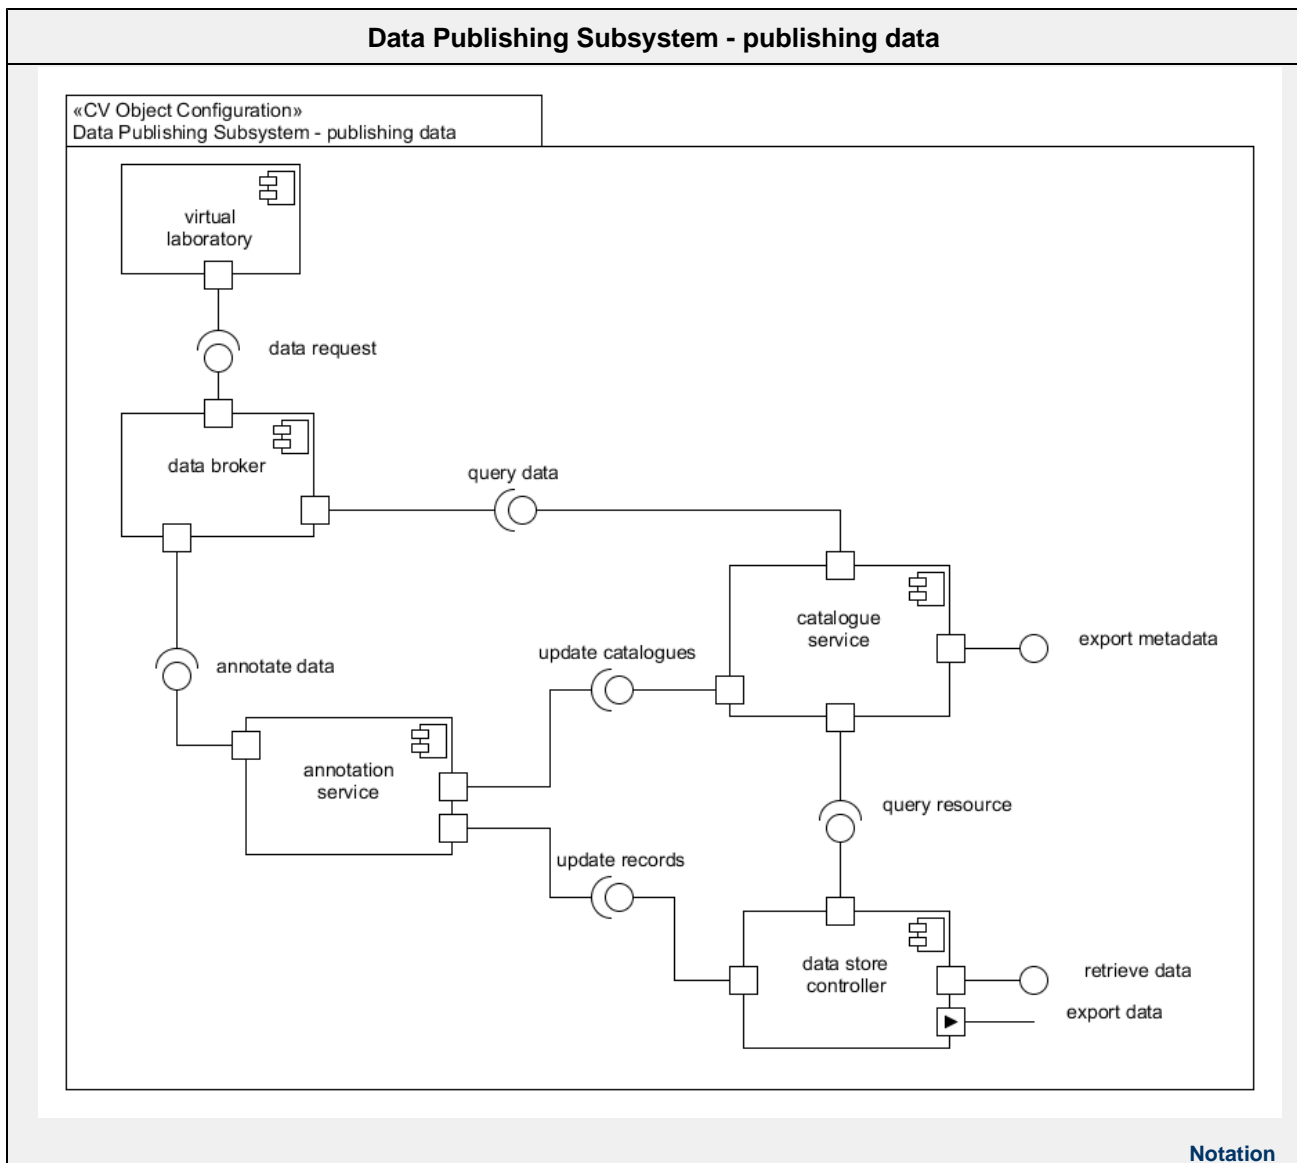 Data Publishing Subsystem - publishing data
«CV Object Configuration»
Data Publishing Subsystem - publishing data
virtual
laboratory
data request
data broker
query data
catalogue
service
export metadata
update catalogues
annotate data
annotation
service
query resource
update records
data store
controller
retrieve data
export data
Notation